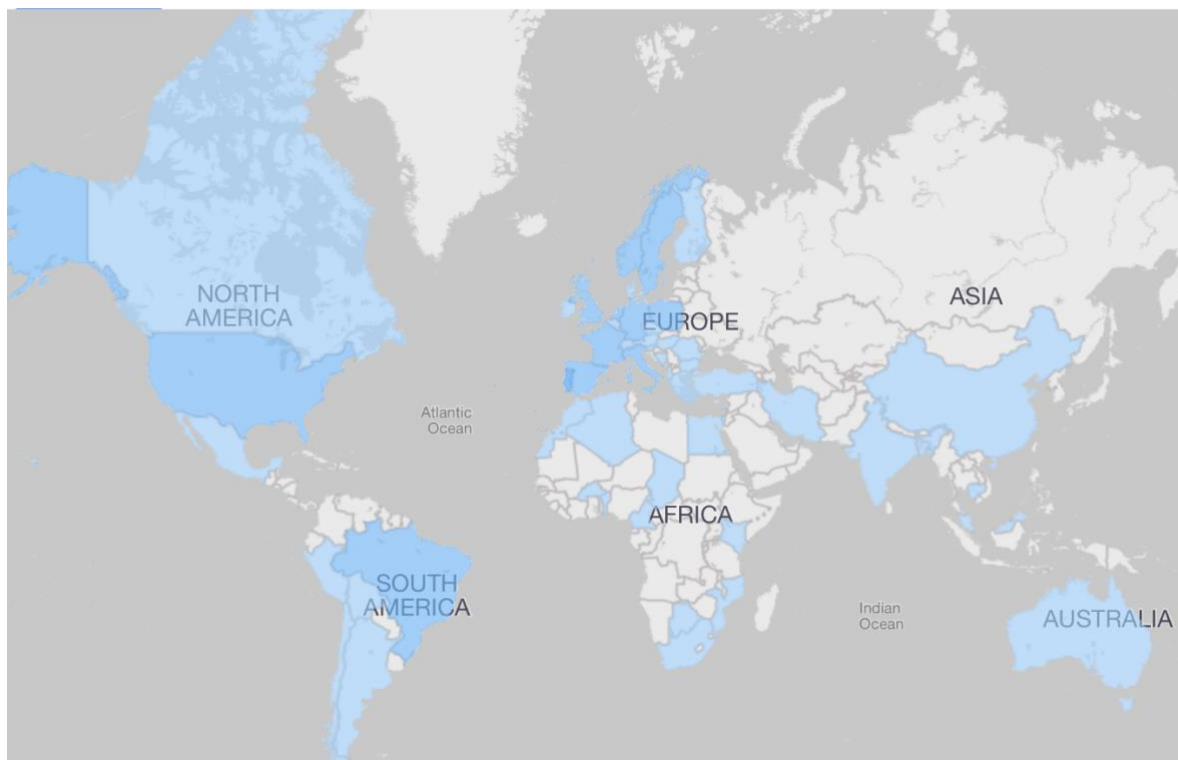 NORTH
AMERICA
ASIA
EUROPE
Atlantic
Ocean
AFRICA
SOUTH
AMERICA
Indian
Ocean
AUSTRALIA